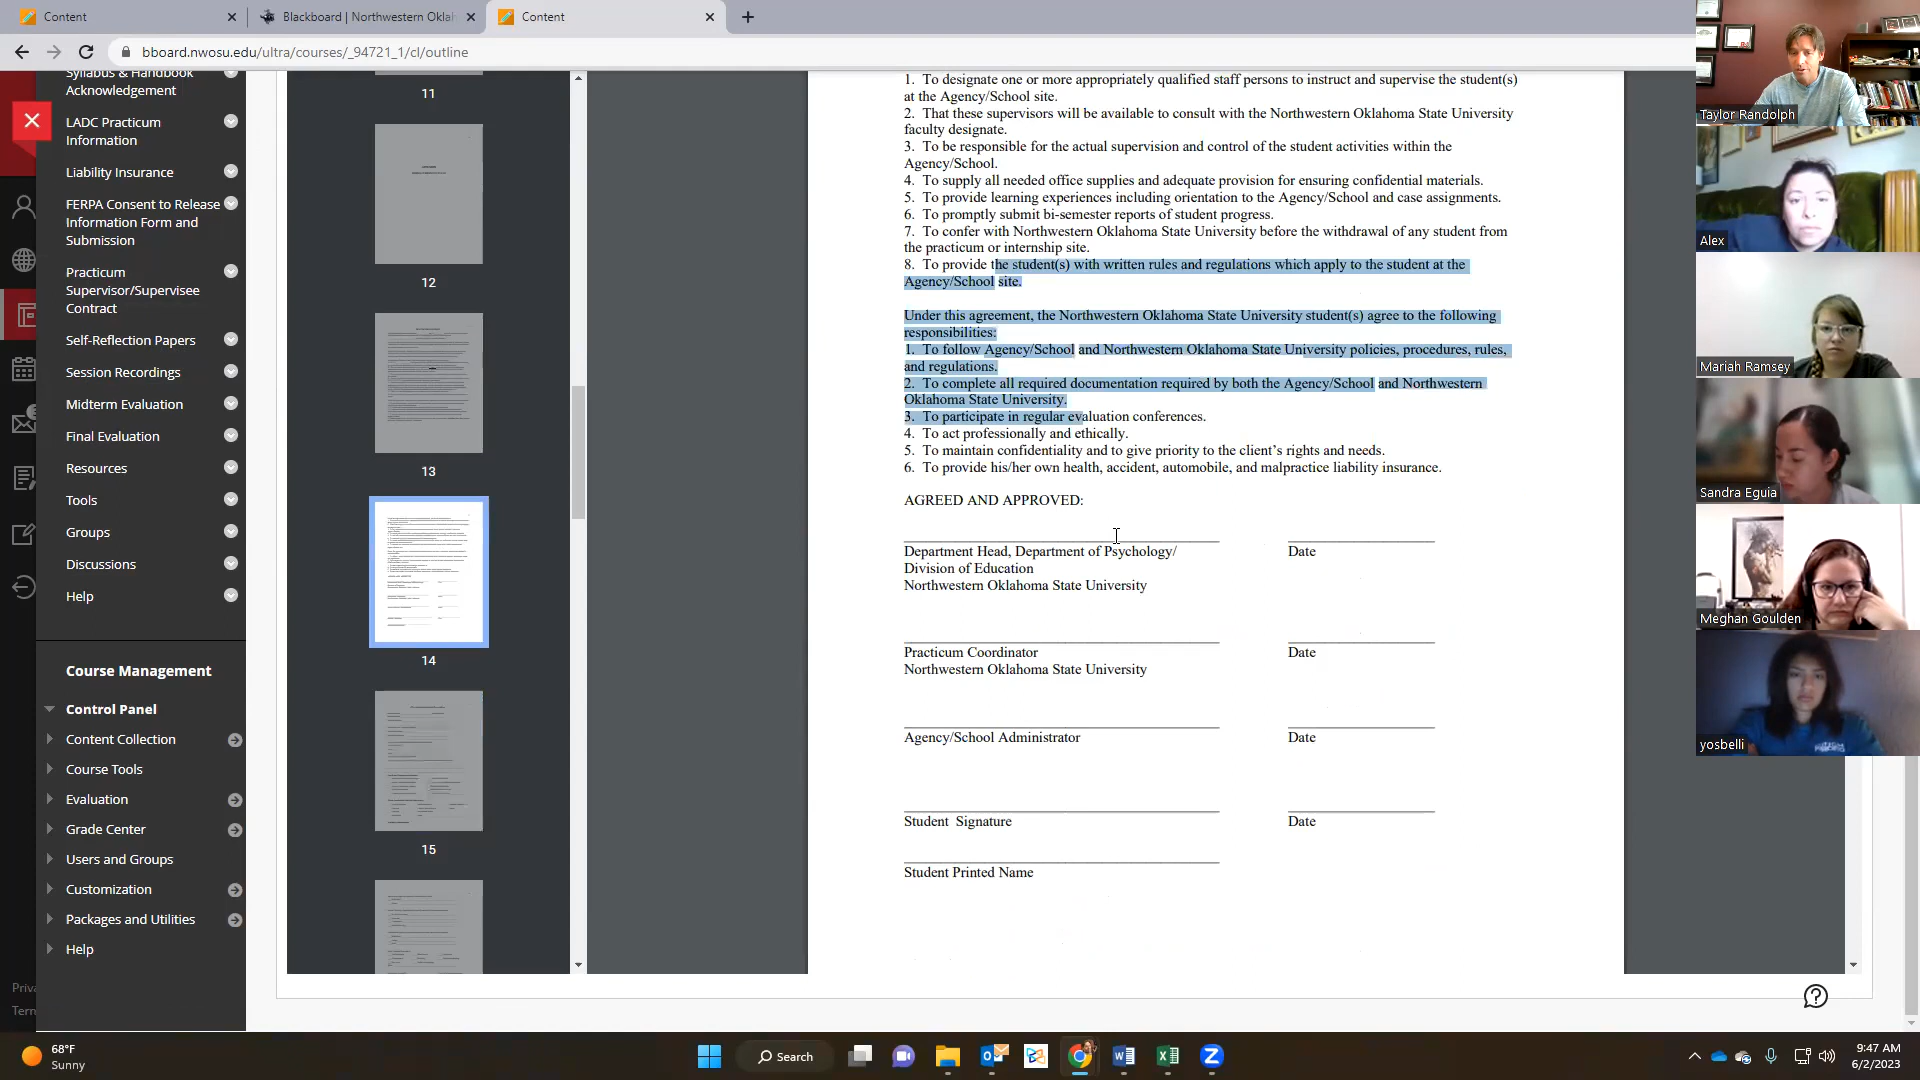 Content
Blackboard | Northwestern Oklah
Content
bboard.nwosu.edu/ultra/courses/_94721_1/cl/outline
Syllabus & Handbook
Acknowledgement
LADC Practicum
Information
Liability Insurance
FERPA Consent to Release
Information Form and
Submission
Practicum
Supervisor/Supervisee
Contract
Self-Reflection Papers
Session Recordings
Midterm Evaluation
Final Evaluation
Resources
Tools
Groups
Discussions
Help
Course Management
Control Panel
Content Collection
Course Tools
Evaluation
Grade Center
Users and Groups
Customization
Packages and Utilities
Help
Priva
Term
11
12
13
14
15
1. To designate one or more appropriately qualified staff persons to instruct and supervise the student(s)
at the Agency/School site.
2. That these supervisors will be available to consult with the Northwestern Oklahoma State University
faculty designate.
3. To be responsible for the actual supervision and control of the student activities within the
Agency/School.
4. To supply all needed office supplies and adequate provision for ensuring confidential materials.
5. To provide learning experiences including orientation to the Agency/School and case assignments.
6. To promptly submit bi-semester reports of student progress.
7. To confer with Northwestern Oklahoma State University before the withdrawal of any student from
the practicum or internship site.
8. To provide the student(s) with written rules and regulations which apply to the student at the
Agency/School site.
Under this agreement, the Northwestern Oklahoma State University student(s) agree to the following
responsibilities:
1. To follow Agency/School and Northwestern Oklahoma State University policies, procedures, rules,
and regulations.
2. To complete all required documentation required by both the Agency/School and Northwestern
Oklahoma State University.
3. To participate in regular evaluation conferences.
4. To act professionally and ethically.
5. To maintain confidentiality and to give priority to the client's rights and needs.
6. To provide his/her own health, accident, automobile, and malpractice liability insurance.
AGREED AND APPROVED:
Department Head, Department of Psychology/ Date
Division of Education
Northwestern Oklahoma State University
Practicum Coordinator Date
Northwestern Oklahoma State University
Agency/School Administrator Date
Student Signature Date
Student Printed Name
Taylor Randolph
Alex
Mariah Ramsey
Sandra Eguia
Meghan Goulden
yosbelli
68°F
Sunny
Search
9:47 AM
6/2/2023